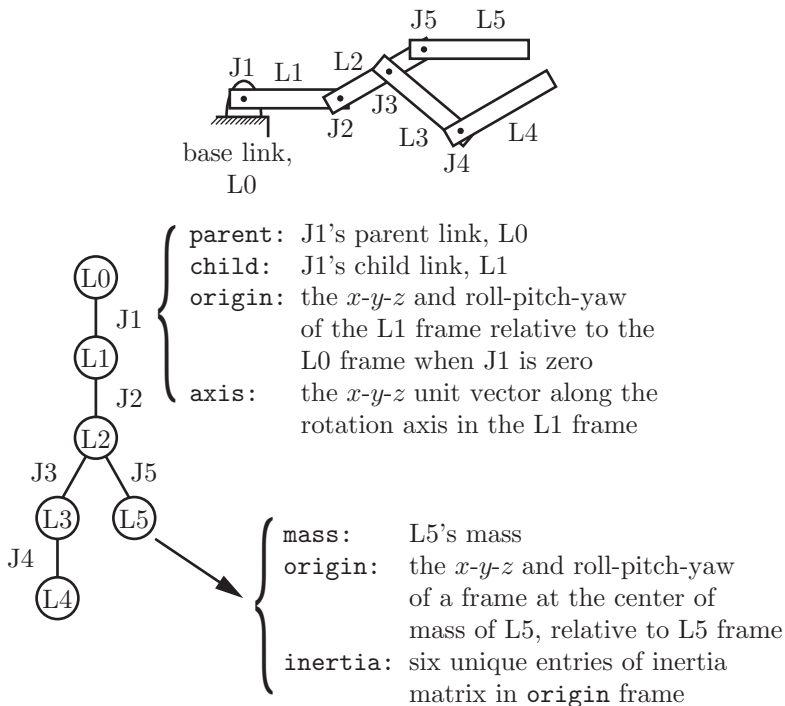 J5 L5
J1 L1 L2
J3
J2 L3 L4
J4
base link,
L0
parent: J1's parent link, L0
child: J1's child link, L1
origin: the x-y-z and roll-pitch-yaw
of the L1 frame relative to the
L0 frame when J1 is zero
axis: the x-y-z unit vector along the
rotation axis in the L1 frame
L0
J1
L1
J2
L2
J3 J5
L3 L5
J4
L4
mass: L5's mass
origin: the x-y-z and roll-pitch-yaw
of a frame at the center of
mass of L5, relative to L5 frame
inertia: six unique entries of inertia
matrix in origin frame